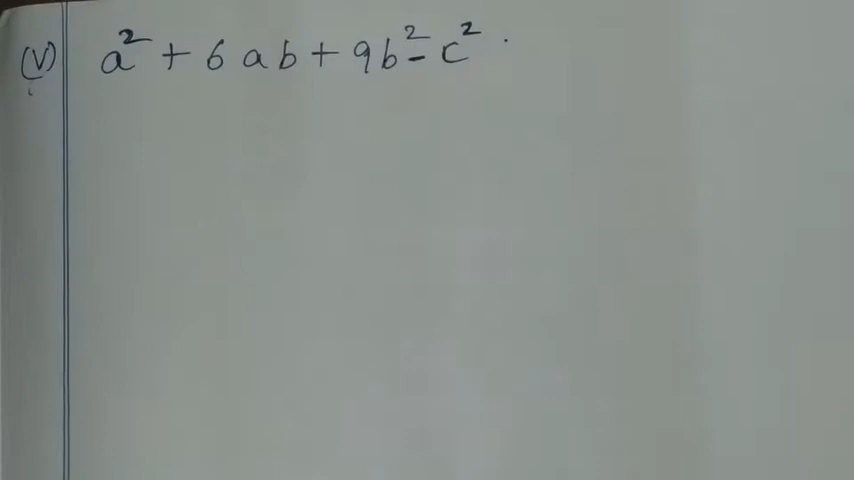 (V) a² + 6ab + 9b² - c².